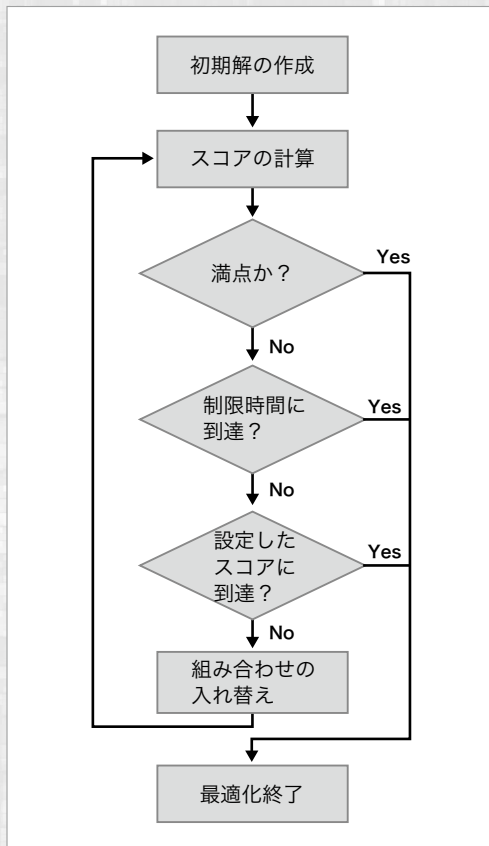 初期解の作成
スコアの計算
満点か？
Yes
No
制限時間に
到達？
Yes
No
設定した
スコアに
到達？
Yes
No
組み合わせの
入れ替え
最適化終了